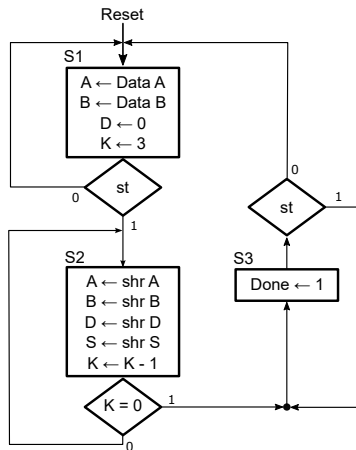 Reset
S1
A ← Data A
B ← Data B
D ← 0
K ← 3
st
0
1
S2
A ← shr A
B ← shr B
D ← shr D
S ← shr S
K ← K - 1
K = 0
1
0
S3
Done ← 1
st
0
1